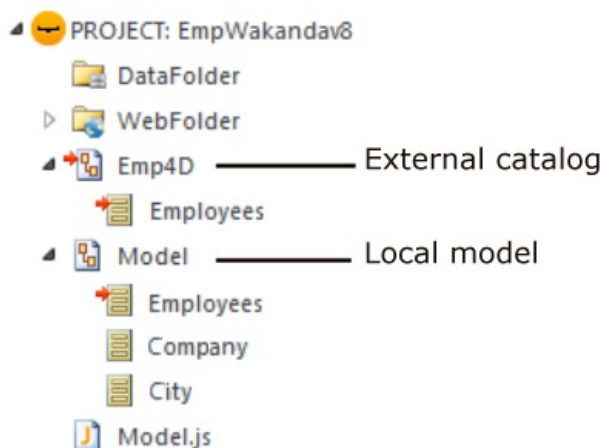 PROJECT: EmpWakandav8
DataFolder
WebFolder
Emp4D External catalog
Employees
Model Local model
Employees
Company
City
Model.js